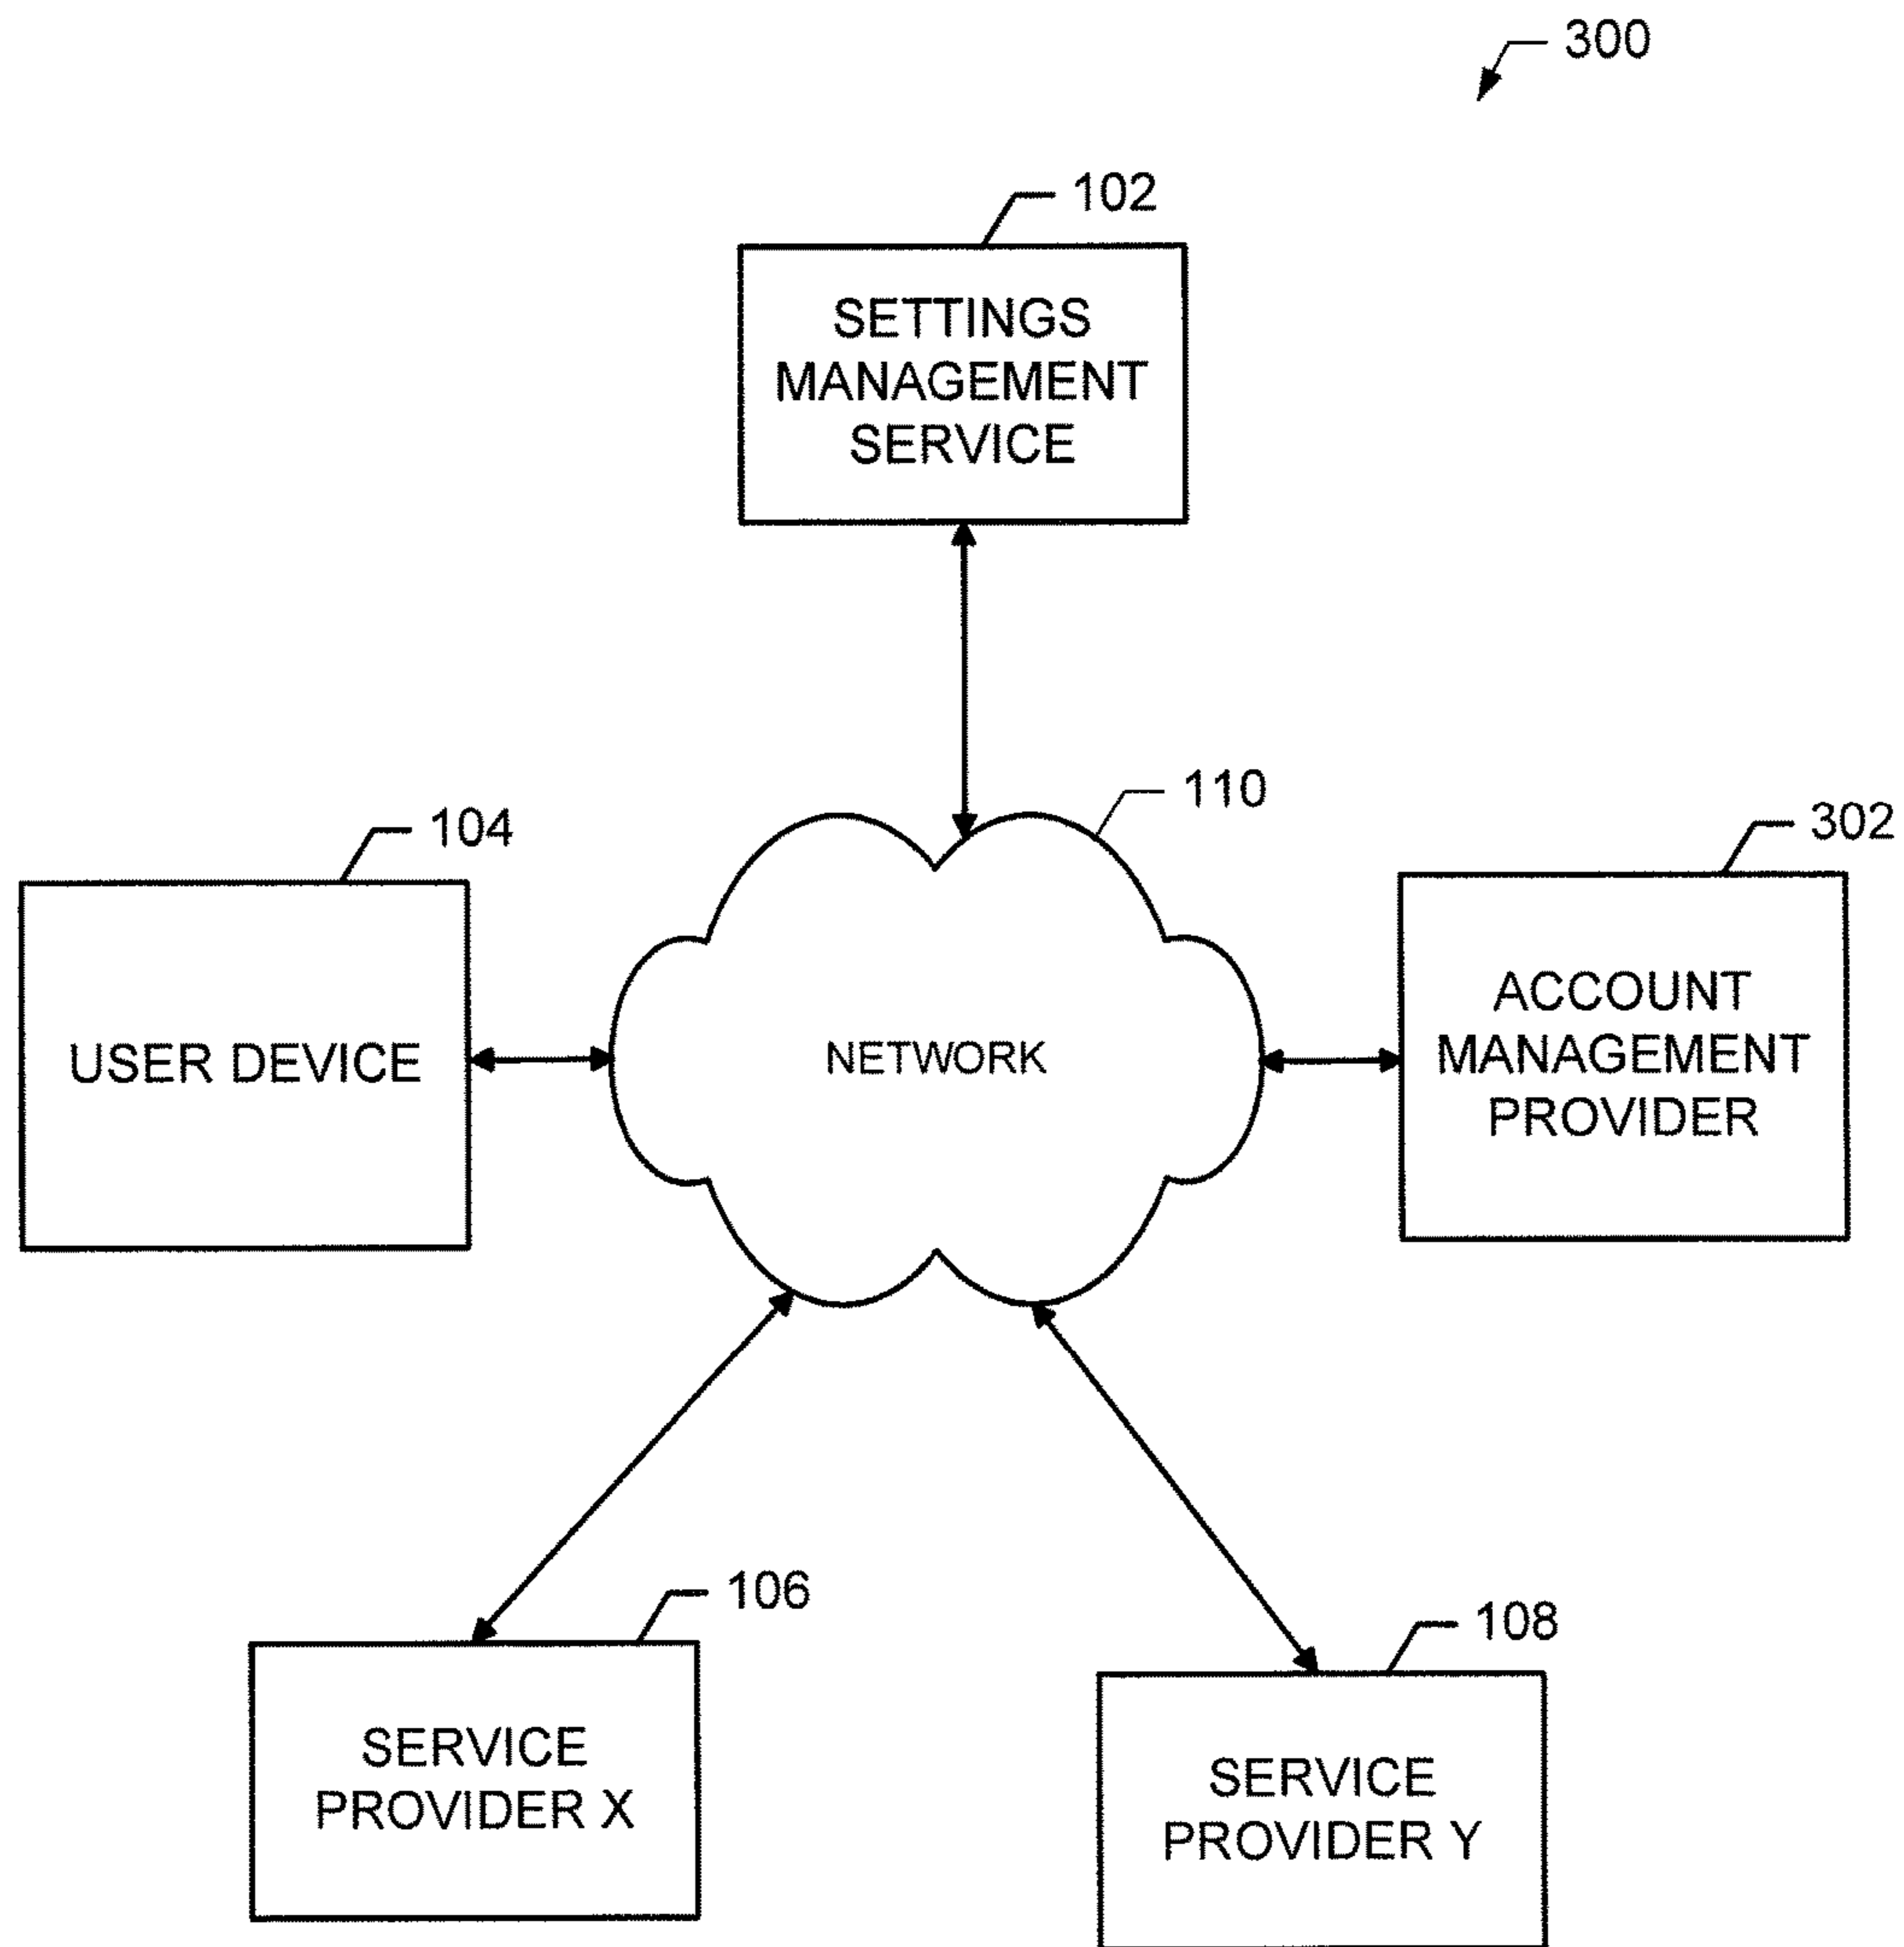 300
102
SETTINGS
MANAGEMENT
SERVICE
110
104
302
USER DEVICE
NETWORK
ACCOUNT
MANAGEMENT
PROVIDER
106
108
SERVICE
PROVIDER X
SERVICE
PROVIDER Y